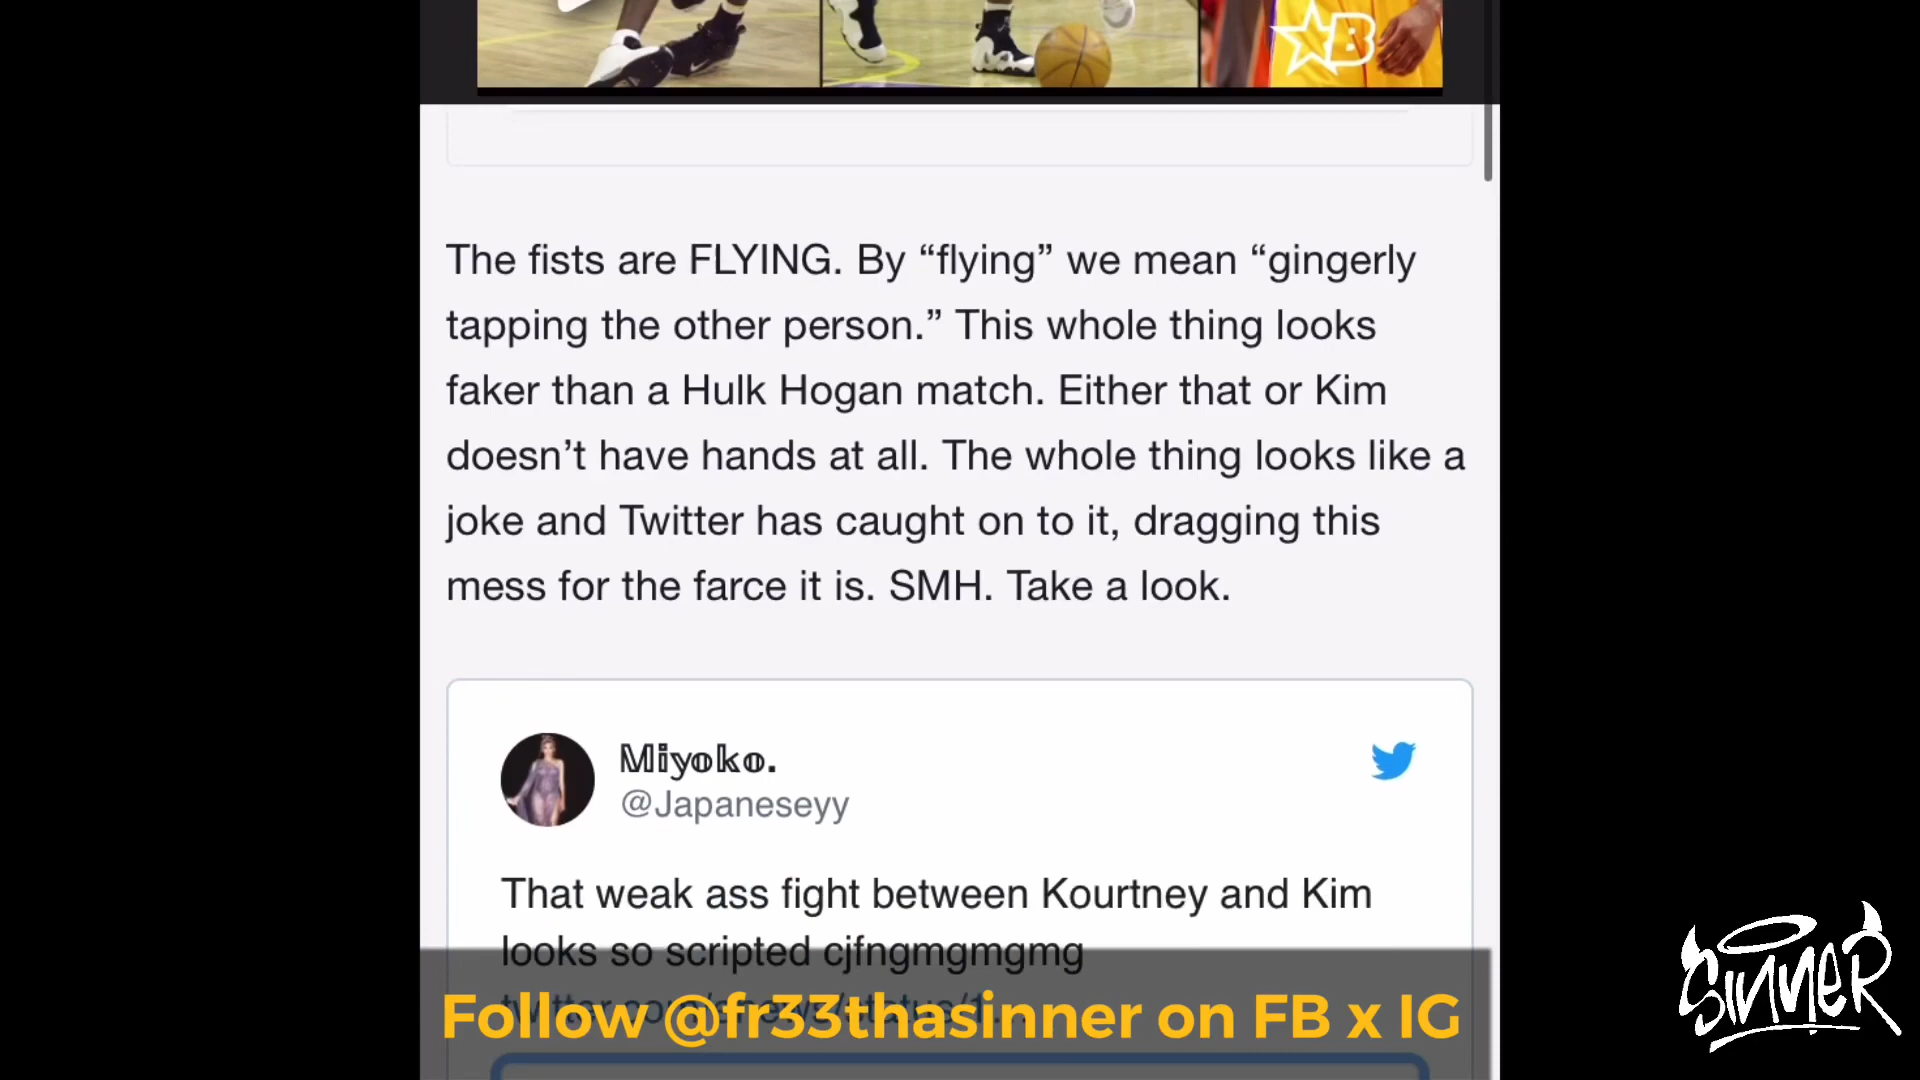 B
The fists are FLYING. By “flying” we mean “gingerly
tapping the other person.” This whole thing looks
faker than a Hulk Hogan match. Either that or Kim
doesn’t have hands at all. The whole thing looks like a
joke and Twitter has caught on to it, dragging this
mess for the farce it is. SMH. Take a look.
Miyoko.
@Japaneseyy
That weak ass fight between Kourtney and Kim
looks so scripted cjfngmgmgmg
Follow @fr33thasinner on FB x IG
SINNER